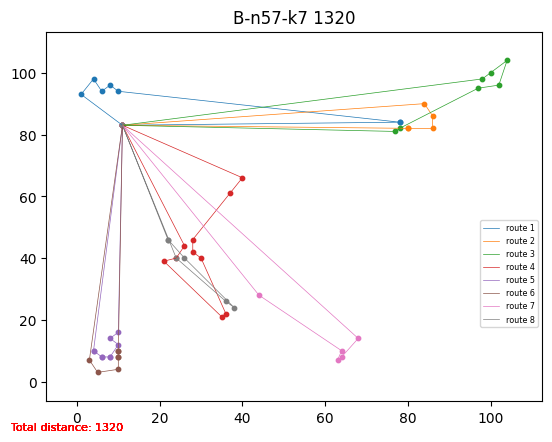 B-n57-k7 1320
100
80
60
40
20
0
0 20 40 60 80 100
route 1
route 2
route 3
route 4
route 5
route 6
route 7
route 8
Total distance: 1320